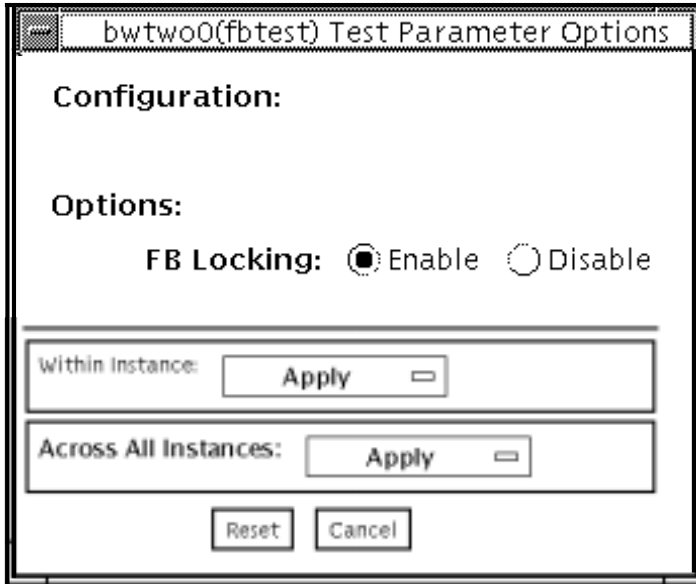 bwtwo0(fbtest) Test Parameter Options
Configuration:
Options:
FB Locking: Enable Disable
Within Instance: Apply
Across All Instances: Apply
Reset Cancel